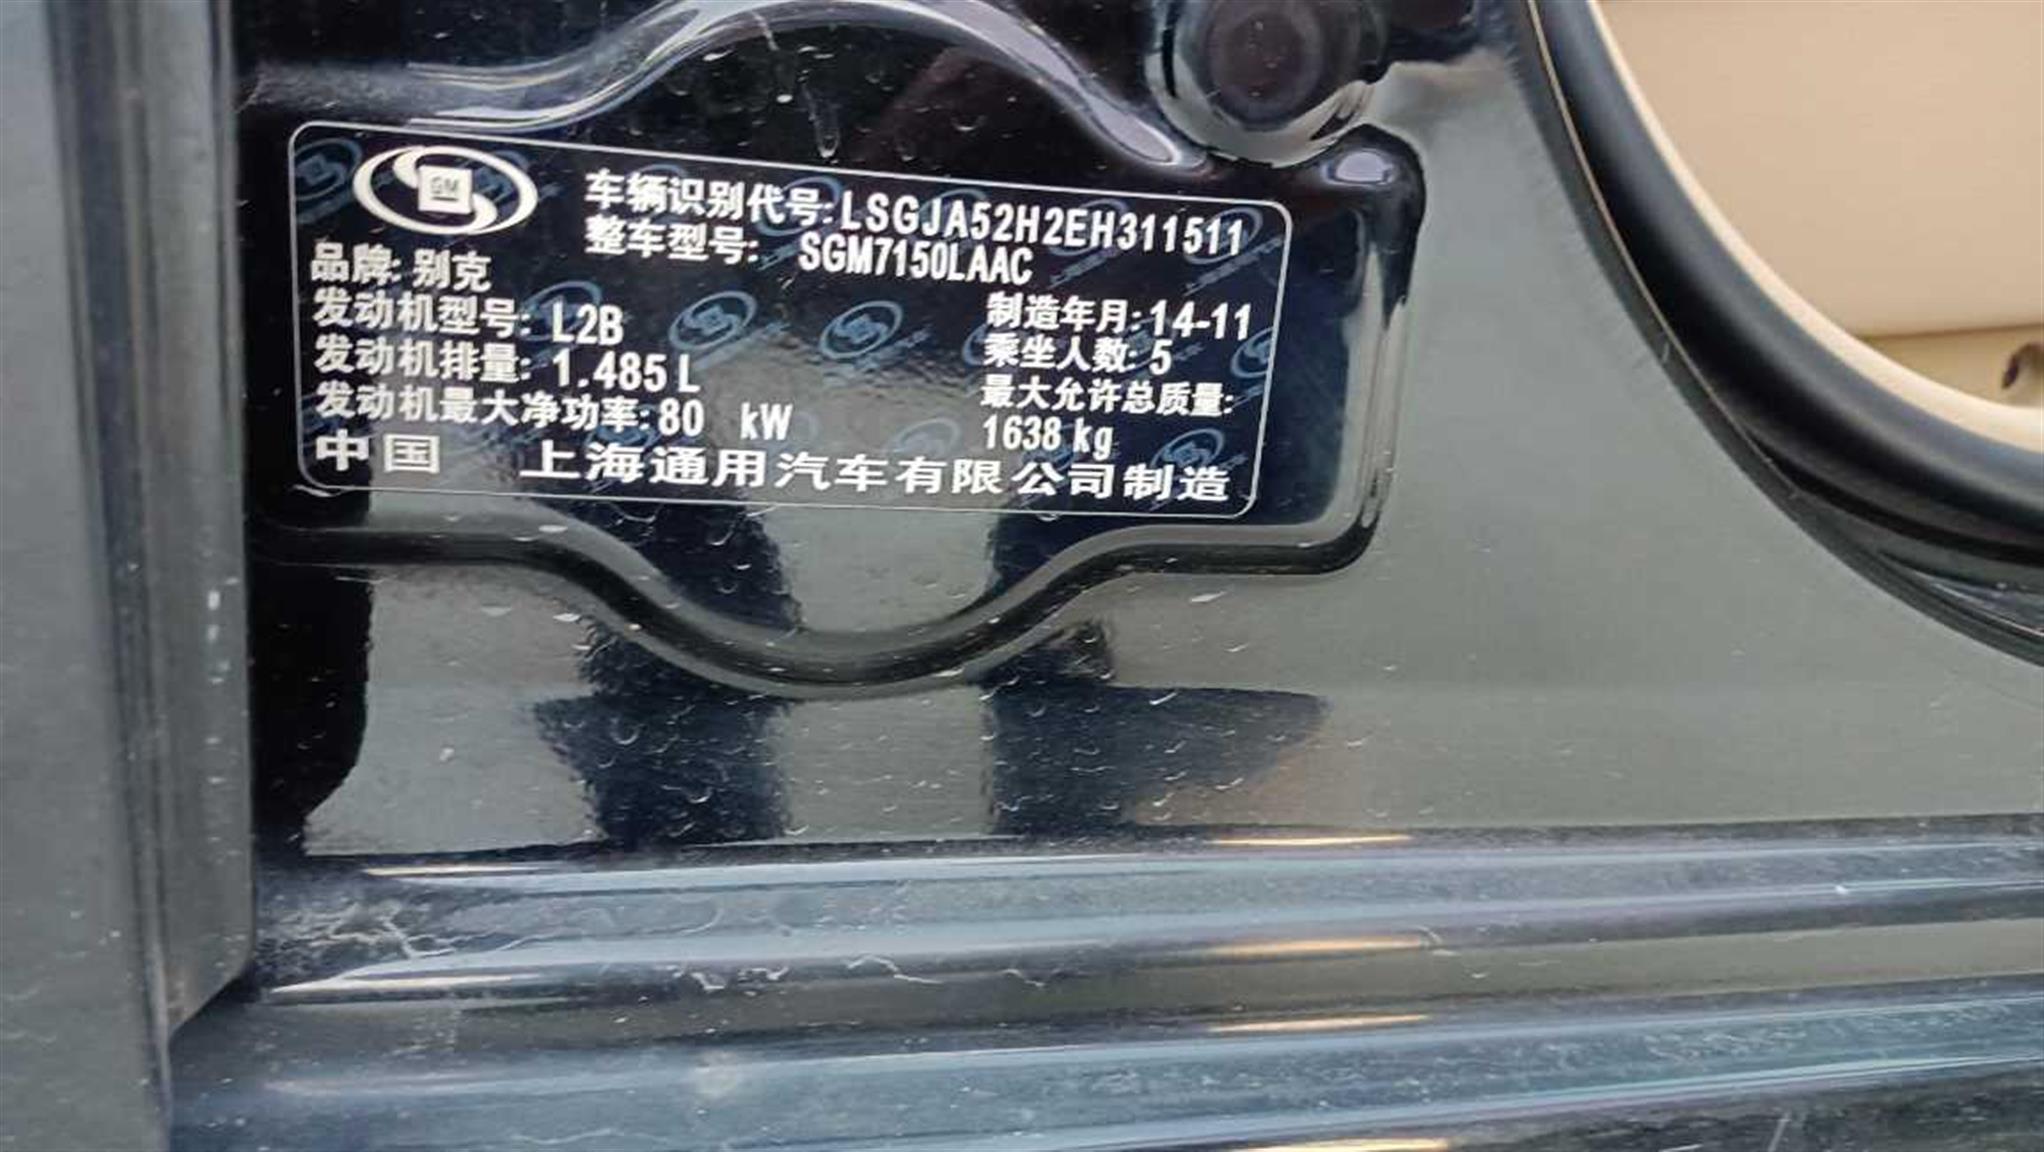 GM
车辆识别代号:LSGJA52H2EH311511
整车型号: SGM7150LAAC
品牌: 别克
发动机型号: L2B
制造年月:14-11
发动机排量: 1.485 L
乘坐人数: 5
发动机最大净功率:80 kW
最大允许总质量:
1638 kg
中国 上海通用汽车有限公司制造